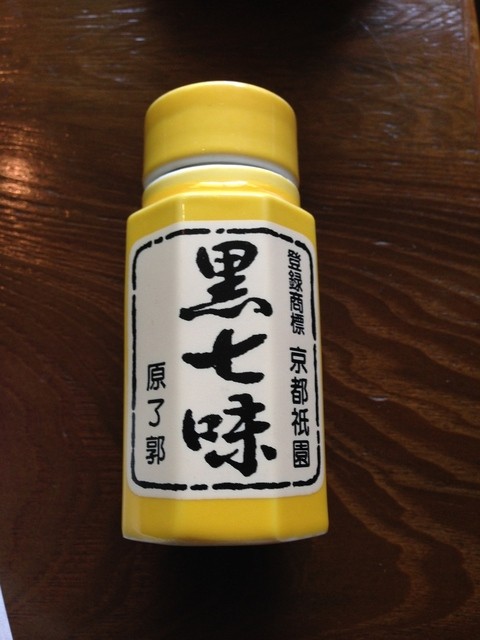 登録商標 京都祇園
黒七味
原了郭